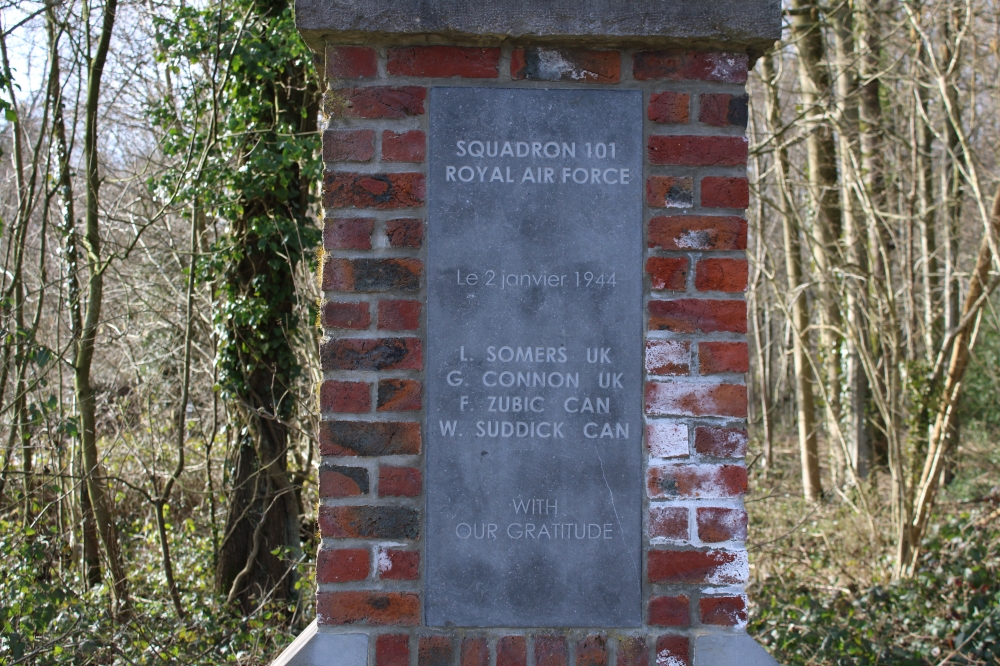 SQUADRON 101
ROYAL AIR FORCE
Le 2 janvier 1944
L. SOMERS UK
G. CONNON UK
F. ZUBIC CAN
W. SUDDICK CAN
WITH
OUR GRATITUDE